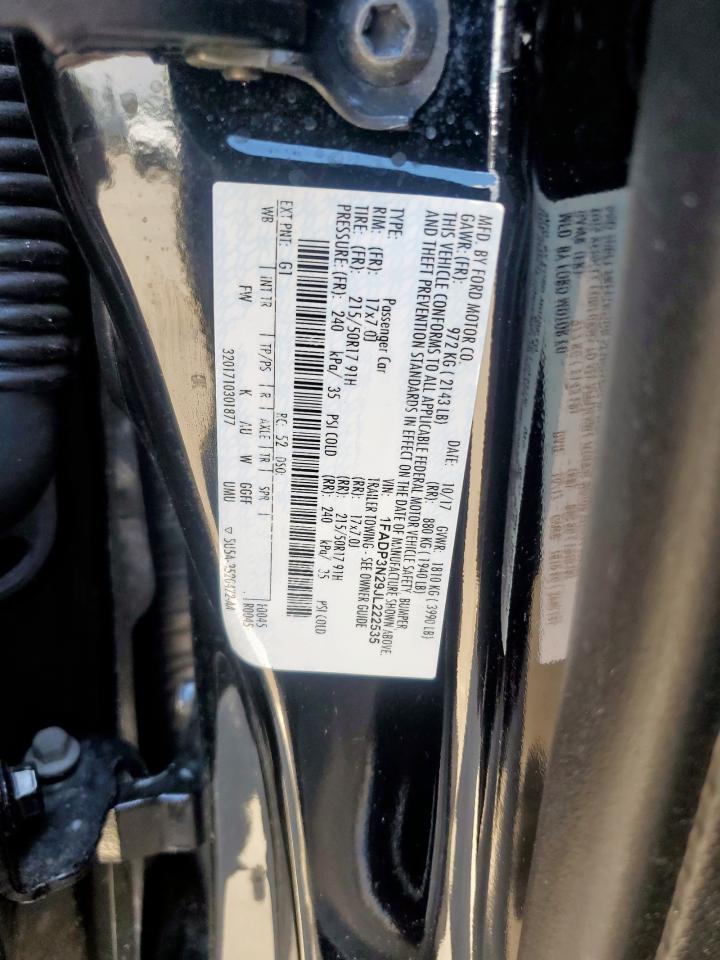 MFD. BY FORD MOTOR CO.
DATE: 10/17 GVWR: 1810 KG ( 3990 LB)
GAWR: (FR): 972 KG ( 2143 LB) (RR): 880 KG ( 1940 LB)
THIS VEHICLE CONFORMS TO ALL APPLICABLE FEDERAL MOTOR VEHICLE SAFETY BUMPER
AND THEFT PREVENTION STANDARDS IN EFFECT ON THE DATE OF MANUFACTURE SHOWN ABOVE.
VIN: 1FADP3N29JL222535
TYPE: Passenger Car TRAILER TOWING - SEE OWNER GUIDE
RIM: (FR): 17x7.0J (RR): 17x7.0J
TIRE: (FR): 215/50R17 91H (RR): 215/50R17 91H
PRESSURE: (FR): 240 kPa/ 35 PSI COLD (RR): 240 kPa/ 35 PSI COLD
EXT PNT: G1 RC: 52 DSO:
WB INT TR TP/PS R AXLE TR SPR
FW K AU W GGFF
3201710301877 UMU